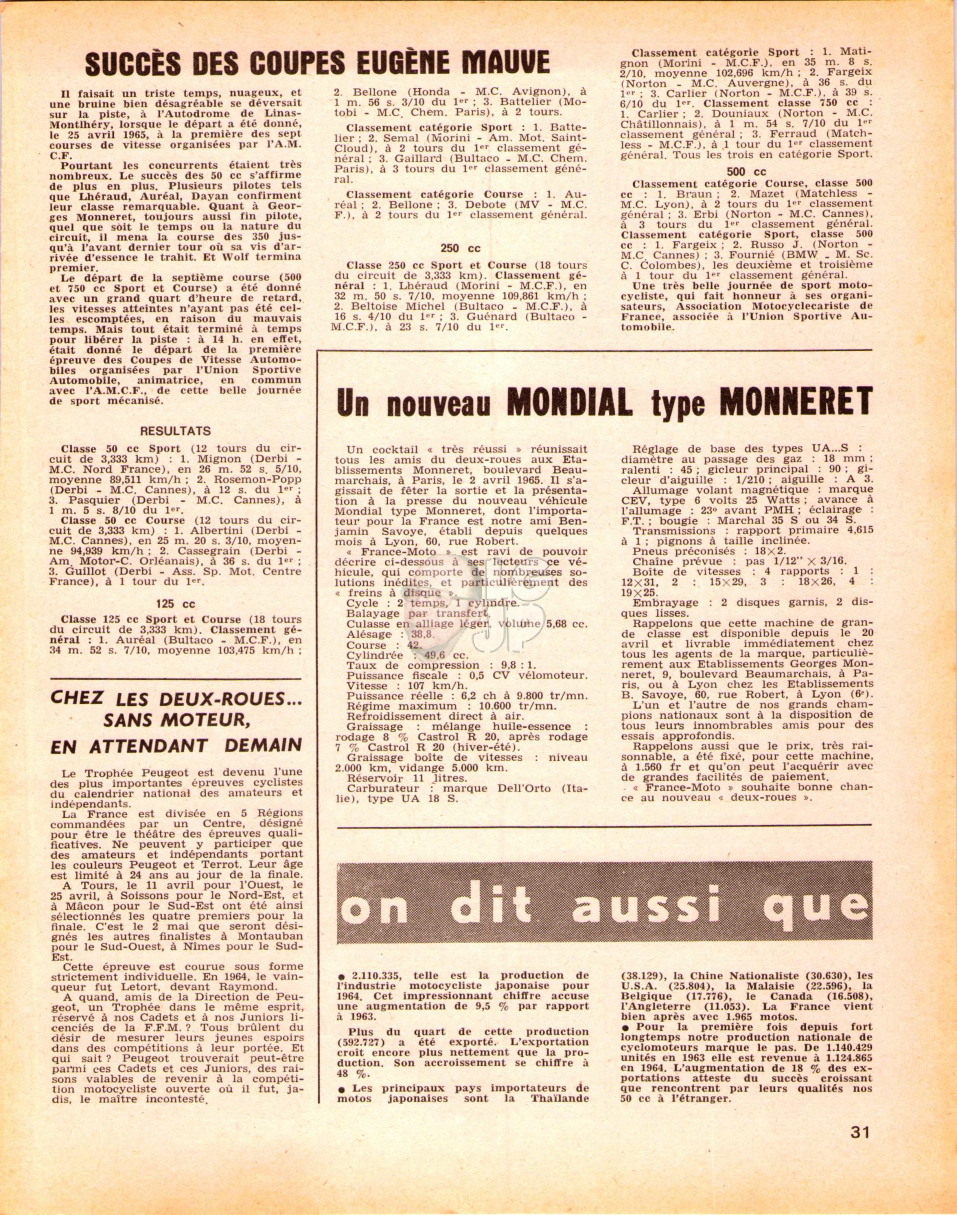 SUCCÈS DES COUPES EUGÈNE MAUVE
Il faisait un triste temps, nuageux, et
une bruine bien désagréable se déversait
sur la piste, à l'Autodrome de Linas-
Montlhéry, lorsque le départ a été donné,
le 25 avril 1965, à la première des sept
courses de vitesse organisées par l'A.M.
C.F.
Pourtant les concurrents étaient très
nombreux. Le succès des 50 cc s'affirme
de plus en plus. Plusieurs pilotes tels
que Lhéraud, Auréal, Dayan confirment
leur classe remarquable. Quant à Geor-
ges Monneret, toujours aussi fin pilote,
quel que soit le temps ou la nature du
circuit, il mena la course des 350 jus-
qu'à l'avant dernier tour où sa vis d'ar-
rivée d'essence le trahit. Et Wolf termina
premier.
Le départ de la septième course (500
et 750 cc Sport et Course) a été donné
avec un grand quart d'heure de retard,
les vitesses atteintes n'ayant pas été cel-
les escomptées, en raison du mauvais
temps. Mais tout était terminé à temps
pour libérer la piste : à 14 h. en effet,
était donné le départ de la première
épreuve des Coupes de Vitesse Automo-
biles organisées par l'Union Sportive
Automobile, animatrice, en commun
avec l'A.M.C.F., de cette belle journée
de sport mécanisé.
RESULTATS
Classe 50 cc Sport (12 tours du cir-
cuit de 3,333 km) : 1. Mignon (Derbi -
M.C. Nord France), en 26 m. 52 s. 5/10,
moyenne 89,511 km/h ; 2. Rosemon-Popp
(Derbi - M.C. Cannes), à 12 s. du 1er ;
3. Pasquier (Derbi - M.C. Cannes), à
1 m. 5 s. 8/10 du 1er.
Classe 50 cc Course (12 tours du cir-
cuit de 3,333 km) : 1. Albertini (Derbi -
M.C. Cannes), en 25 m. 20 s. 3/10, moyen-
ne 94,939 km/h ; 2. Cassegrain (Derbi -
Am. Motor-C. Orléanais), à 36 s. du 1er ;
3. Guillot (Derbi - Ass. Sp. Mot. Centre
France), à 1 tour du 1er.
125 cc
Classe 125 cc Sport et Course (18 tours
du circuit de 3,333 km). Classement gé-
néral : 1. Auréal (Bultaco - M.C.F.), en
34 m. 52 s. 7/10, moyenne 103,475 km/h ;
2. Bellone (Honda - M.C. Avignon), à
1 m. 56 s. 3/10 du 1er ; 3. Battelier (Mo-
tobi - M.C. Chem. Paris), à 2 tours.
Classement catégorie Sport : 1. Batte-
lier ; 2. Semal (Morini - Am. Mot. Saint-
Cloud), à 2 tours du 1er classement gé-
néral ; 3. Gaillard (Bultaco - M.C. Chem.
Paris), à 3 tours du 1er classement géné-
ral.
Classement catégorie Course : 1. Au-
réal ; 2. Bellone ; 3. Debote (MV - M.C.
F.), à 2 tours du 1er classement général.
250 cc
Classe 250 cc Sport et Course (18 tours
du circuit de 3,333 km). Classement gé-
néral : 1. Lhéraud (Morini - M.C.F.), en
32 m. 50 s. 7/10, moyenne 109,861 km/h ;
2. Beltoise Michel (Bultaco - M.C.F.), à
16 s. 4/10 du 1er ; 3. Guénard (Bultaco -
M.C.F.), à 23 s. 7/10 du 1er.
Classement catégorie Sport : 1. Mati-
gnon (Morini - M.C.F.), en 35 m. 8 s.
2/10, moyenne 102,696 km/h ; 2. Fargeix
(Norton - M.C. Auvergne), à 36 s. du
1er ; 3. Carlier (Norton - M.C.F.), à 39 s.
6/10 du 1er. Classement classe 750 cc :
1. Carlier ; 2. Douniaux (Norton - M.C.
Châtillonnais), à 1 m. 54 s. 7/10 du 1er
classement général ; 3. Ferraud (Match-
less - M.C.F.), à 1 tour du 1er classement
général. Tous les trois en catégorie Sport.
500 cc
Classement catégorie Course, classe 500
cc : 1. Braun ; 2. Mazet (Matchless -
M.C. Lyon), à 2 tours du 1er classement
général ; 3. Erbi (Norton - M.C. Cannes),
à 3 tours du 1er classement général.
Classement catégorie Sport, classe 500
cc : 1. Fargeix ; 2. Russo J. (Norton -
M.C. Cannes) ; 3. Fournié (BMW - M. Sc.
C. Colombes), les deuxième et troisième
à 1 tour du 1er classement général.
Une très belle journée de sport moto-
cycliste, qui fait honneur à ses organi-
sateurs, Association Motocyclecariste de
France, associée à l'Union Sportive Au-
tomobile.
Un nouveau MONDIAL type MONNERET
Un cocktail « très réussi » réunissait
tous les amis du deux-roues aux Eta-
blissements Monneret, boulevard Beau-
marchais, à Paris, le 2 avril 1965. Il s'a-
gissait de fêter la sortie et la présenta-
tion à la presse du nouveau véhicule
Mondial type Monneret, dont l'importa-
teur pour la France est notre ami Ben-
jamin Savoye, établi depuis quelques
mois à Lyon, 60, rue Robert.
« France-Moto » est ravi de pouvoir
décrire ci-dessous à ses lecteurs ce vé-
hicule, qui comporte de nombreuses so-
lutions inédites, et particulièrement des
« freins à disque ».
Cycle : 2 temps, 1 cylindre.
Balayage par transfert.
Culasse en alliage léger, volume 5,68 cc.
Alésage : 38,8.
Course : 42.
Cylindrée : 49,6 cc.
Taux de compression : 9,8 : 1.
Puissance fiscale : 0,5 CV vélomoteur.
Vitesse : 107 km/h.
Puissance réelle : 6,2 ch à 9.800 tr/mn.
Régime maximum : 10.600 tr/mn.
Refroidissement direct à air.
Graissage : mélange huile-essence :
rodage 8 % Castrol R 20, après rodage
7 % Castrol R 20 (hiver-été).
Graissage boîte de vitesses : niveau
2.000 km, vidange 5.000 km.
Réservoir 11 litres.
Carburateur : marque Dell'Orto (Ita-
lie), type UA 18 S.
Réglage de base des types UA...S :
diamètre au passage des gaz : 18 mm ;
ralenti : 45 ; gicleur principal : 90 ; gi-
cleur d'aiguille : 1/210 ; aiguille : A 3.
Allumage volant magnétique : marque
CEV, type 6 volts 25 Watts ; avance à
l'allumage : 23° avant PMH ; éclairage :
F.T. ; bougie : Marchal 35 S ou 34 S.
Transmissions : rapport primaire 4,615
à 1 ; pignons à taille inclinée.
Pneus préconisés : 18×2.
Chaîne prévue : pas 1/12" × 3/16.
Boîte de vitesses : 4 rapports : 1 :
12×31, 2 : 15×29, 3 : 18×26, 4 :
19×25.
Embrayage : 2 disques garnis, 2 dis-
ques lisses.
Rappelons que cette machine de gran-
de classe est disponible depuis le 20
avril et livrable immédiatement chez
tous les agents de la marque, particuliè-
rement aux Etablissements Georges Mon-
neret, 9, boulevard Beaumarchais, à Pa-
ris, ou à Lyon chez les Etablissements
B. Savoye, 60, rue Robert, à Lyon (6e).
L'un et l'autre de nos grands cham-
pions nationaux sont à la disposition de
tous leurs innombrables amis pour des
essais approfondis.
Rappelons aussi que le prix, très rai-
sonnable, a été fixé, pour cette machine,
à 1.560 fr et qu'on peut l'acquérir avec
de grandes facilités de paiement.
« France-Moto » souhaite bonne chan-
ce au nouveau « deux-roues ».
CHEZ LES DEUX-ROUES...
SANS MOTEUR,
EN ATTENDANT DEMAIN
Le Trophée Peugeot est devenu l'une
des plus importantes épreuves cyclistes
du calendrier national des amateurs et
indépendants.
La France est divisée en 5 Régions
commandées par un Centre, désigné
pour être le théâtre des épreuves quali-
ficatives. Ne peuvent y participer que
des amateurs et indépendants portant
les couleurs Peugeot et Terrot. Leur âge
est limité à 24 ans au jour de la finale.
A Tours, le 11 avril pour l'Ouest, le
25 avril, à Soissons pour le Nord-Est, et
à Mâcon pour le Sud-Est ont été ainsi
sélectionnés les quatre premiers pour la
finale. C'est le 2 mai que seront dési-
gnés les autres finalistes à Montauban
pour le Sud-Ouest, à Nîmes pour le Sud-
Est.
Cette épreuve est courue sous forme
strictement individuelle. En 1964, le vain-
queur fut Letort, devant Raymond.
A quand, amis de la Direction de Peu-
geot, un Trophée dans le même esprit,
réservé à nos Cadets et à nos Juniors li-
cenciés de la F.F.M. ? Tous brûlent du
désir de mesurer leurs jeunes espoirs
dans des compétitions à leur portée. Et
qui sait ? Peugeot trouverait peut-être
parmi ces Cadets et ces Juniors, des rai-
sons valables de revenir à la compéti-
tion motocycliste ouverte où il fut, ja-
dis, le maître incontesté.
on dit aussi que
● 2.110.335, telle est la production de
l'industrie motocycliste japonaise pour
1964. Cet impressionnant chiffre accuse
une augmentation de 9,5 % par rapport
à 1963.
Plus du quart de cette production
(592.727) a été exporté. L'exportation
croît encore plus nettement que la pro-
duction. Son accroissement se chiffre à
48 %.
● Les principaux pays importateurs de
motos japonaises sont la Thaïlande
(38.129), la Chine Nationaliste (30.630), les
U.S.A. (25.804), la Malaisie (22.596), la
Belgique (17.776), le Canada (16.508),
l'Angleterre (11.053). La France vient
bien après avec 1.965 motos.
● Pour la première fois depuis fort
longtemps notre production nationale de
cyclomoteurs marque le pas. De 1.140.429
unités en 1963 elle est revenue à 1.124.865
en 1964. L'augmentation de 18 % des ex-
portations atteste du succès croissant
que rencontrent par leurs qualités nos
50 cc à l'étranger.
31